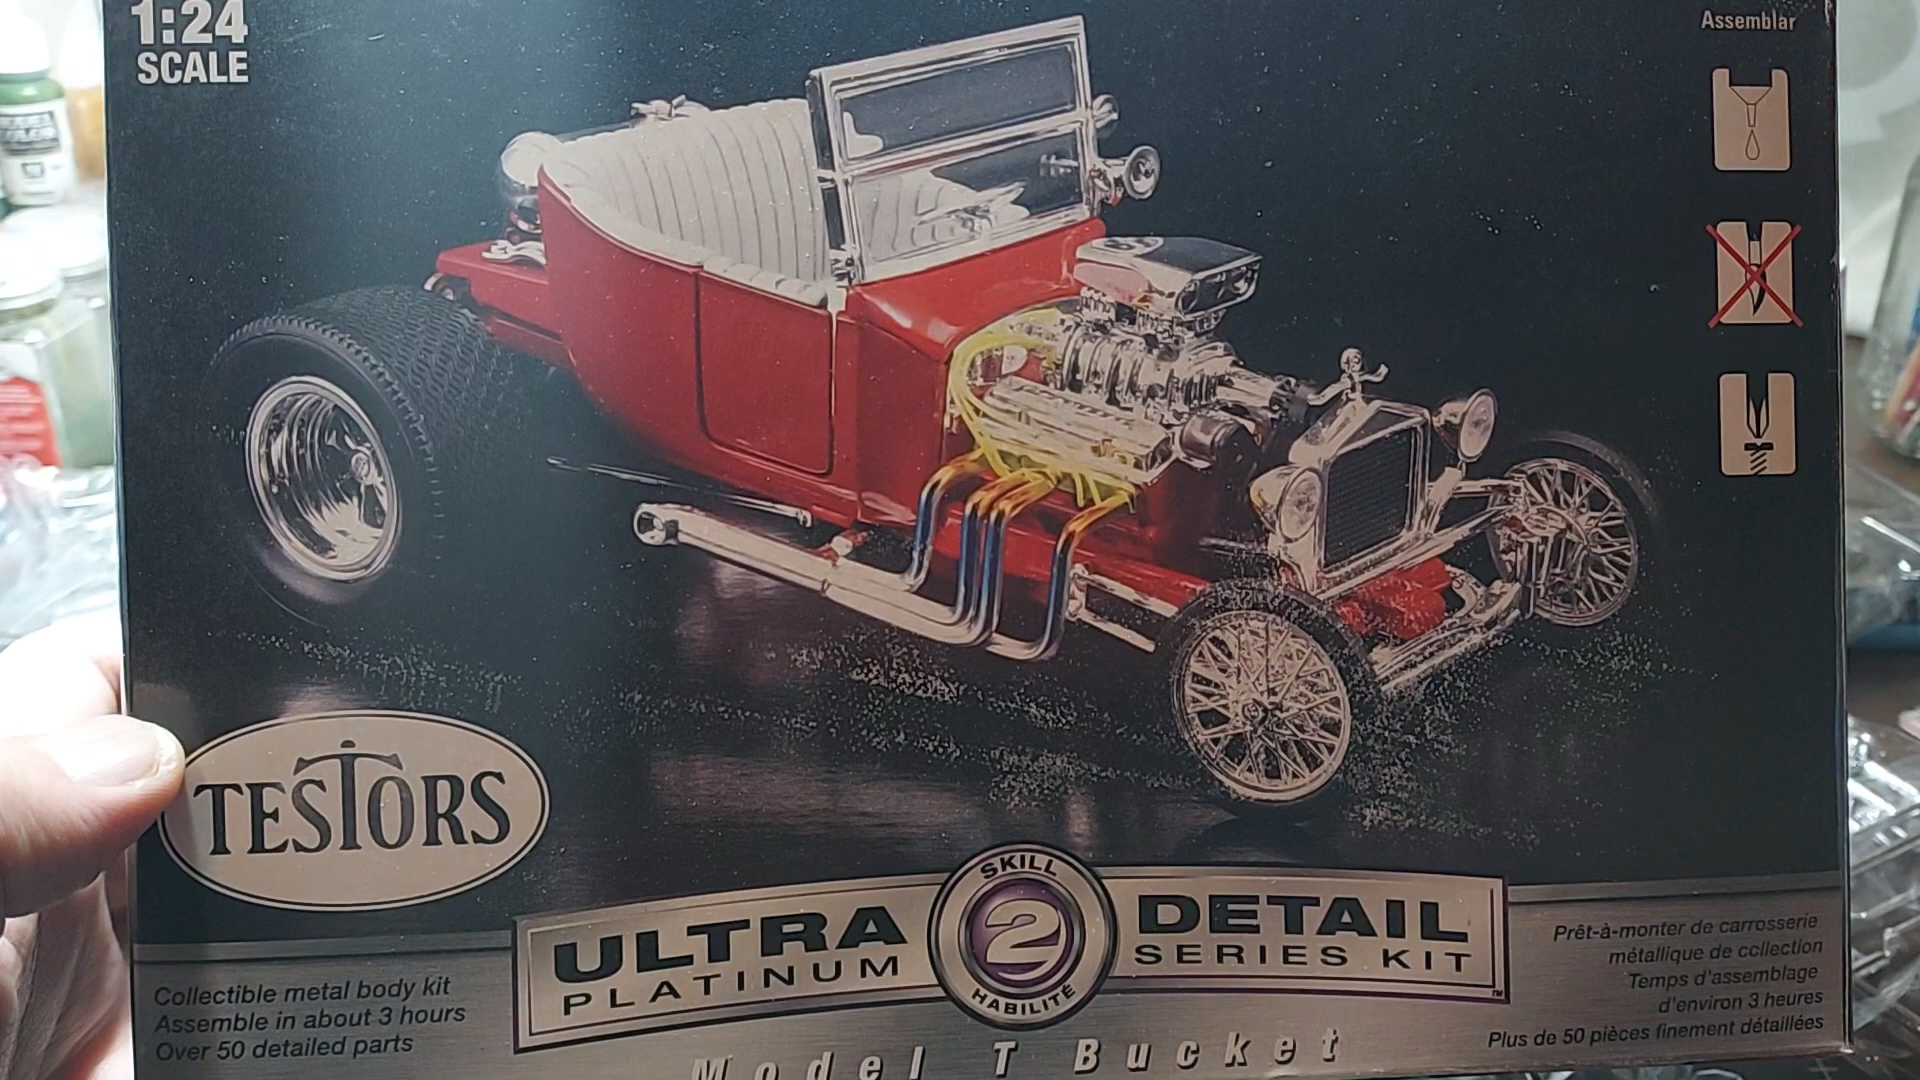 1:24
SCALE
Assemblar
TESTORS
ULTRA
PLATINUM
SKILL
2
HABILITÉ
DETAIL
SERIES KIT
TM
Collectible metal body kit
Assemble in about 3 hours
Over 50 detailed parts
Prêt-à-monter de carrosserie
métallique de collection
Temps d'assemblage
d'environ 3 heures
Plus de 50 pièces finement détaillées
Model T Bucket